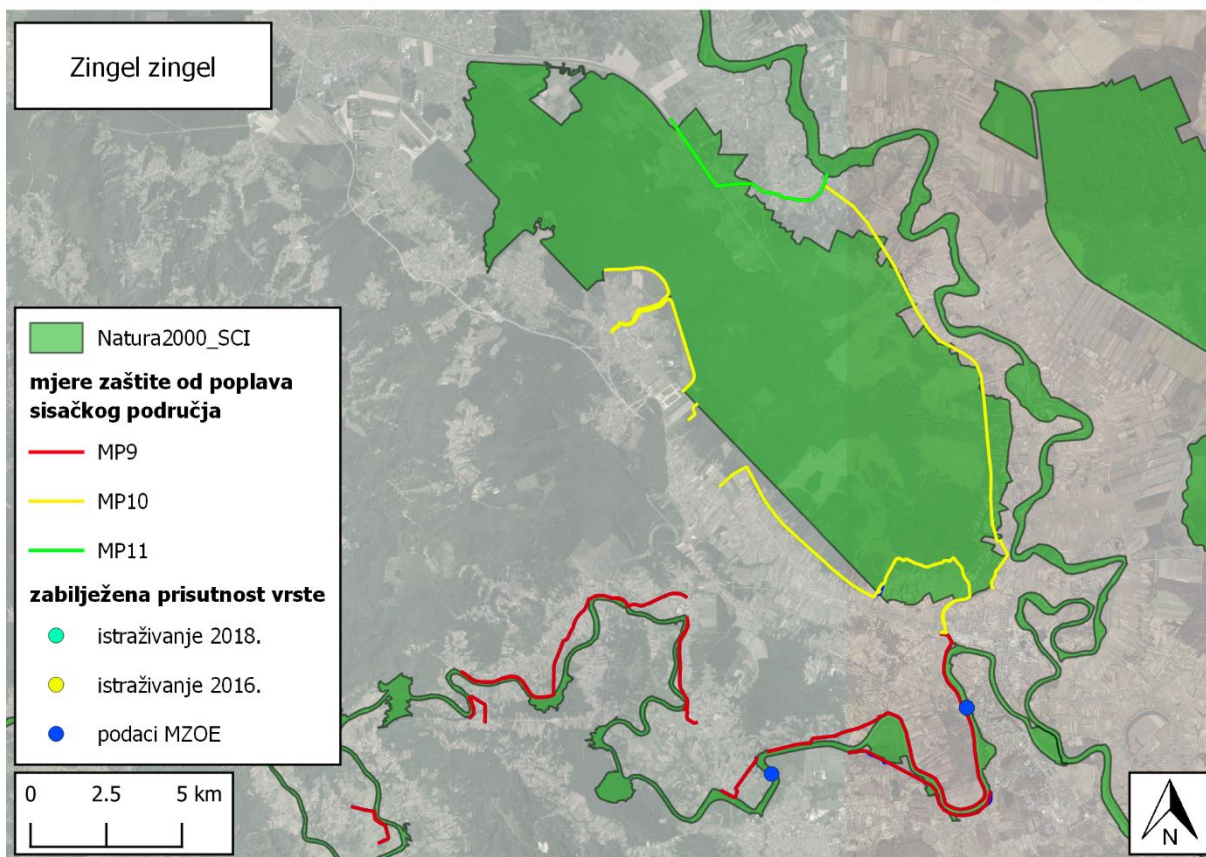 Zingel zingel
Natura2000_SCI
mjere zaštite od poplava
sisačkog područja
MP9
MP10
MP11
zabilježena prisutnost vrste
istraživanje 2018.
istraživanje 2016.
podaci MZOE
0 2.5 5 km
N